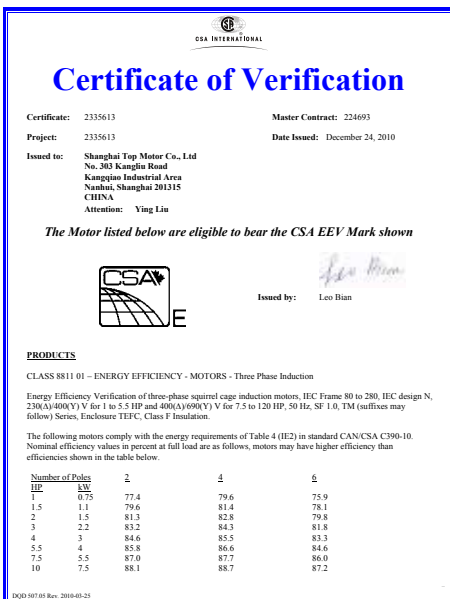 CSA INTERNATIONAL
Certificate of Verification
Certificate: 2335613 Master Contract: 224693
Project: 2335613 Date Issued: December 24, 2010
Issued to: Shanghai Top Motor Co., Ltd
No. 303 Kangliu Road
Kangqiao Industrial Area
Nanhui, Shanghai 201315
CHINA
Attention: Ying Liu
The Motor listed below are eligible to bear the CSA EEV Mark shown
CSA
E
Leo Bian
Issued by: Leo Bian
PRODUCTS
CLASS 8811 01 – ENERGY EFFICIENCY - MOTORS - Three Phase Induction
Energy Efficiency Verification of three-phase squirrel cage induction motors, IEC Frame 80 to 280, IEC design N,
230(Δ)/400(Y) V for 1 to 5.5 HP and 400(Δ)/690(Y) V for 7.5 to 120 HP, 50 Hz, SF 1.0, TM (suffixes may
follow) Series, Enclosure TEFC, Class F Insulation.
The following motors comply with the energy requirements of Table 4 (IE2) in standard CAN/CSA C390-10.
Nominal efficiency values in percent at full load are as follows, motors may have higher efficiency than
efficiencies shown in the table below.
Number of Poles 2 4 6
HP kW
1 0.75 77.4 79.6 75.9
1.5 1.1 79.6 81.4 78.1
2 1.5 81.3 82.8 79.8
3 2.2 83.2 84.3 81.8
4 3 84.6 85.5 83.3
5.5 4 85.8 86.6 84.6
7.5 5.5 87.0 87.7 86.0
10 7.5 88.1 88.7 87.2
DQD 507.05 Rev. 2010-03-25